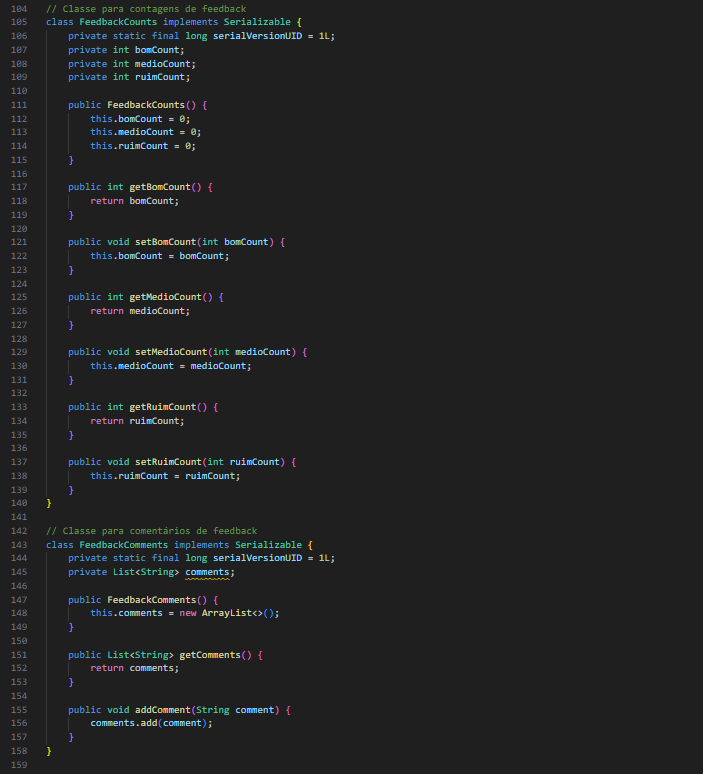 104 // Classe para contagens de feedback
105 class FeedbackCounts implements Serializable {
106     private static final long serialVersionUID = 1L;
107     private int bomCount;
108     private int medioCount;
109     private int ruimCount;
110
111     public FeedbackCounts() {
112         this.bomCount = 0;
113         this.medioCount = 0;
114         this.ruimCount = 0;
115     }
116
117     public int getBomCount() {
118         return bomCount;
119     }
120
121     public void setBomCount(int bomCount) {
122         this.bomCount = bomCount;
123     }
124
125     public int getMedioCount() {
126         return medioCount;
127     }
128
129     public void setMedioCount(int medioCount) {
130         this.medioCount = medioCount;
131     }
132
133     public int getRuimCount() {
134         return ruimCount;
135     }
136
137     public void setRuimCount(int ruimCount) {
138         this.ruimCount = ruimCount;
139     }
140 }
141
142 // Classe para comentários de feedback
143 class FeedbackComments implements Serializable {
144     private static final long serialVersionUID = 1L;
145     private List<String> comments;
146
147     public FeedbackComments() {
148         this.comments = new ArrayList<>();
149     }
150
151     public List<String> getComments() {
152         return comments;
153     }
154
155     public void addComment(String comment) {
156         comments.add(comment);
157     }
158 }
159